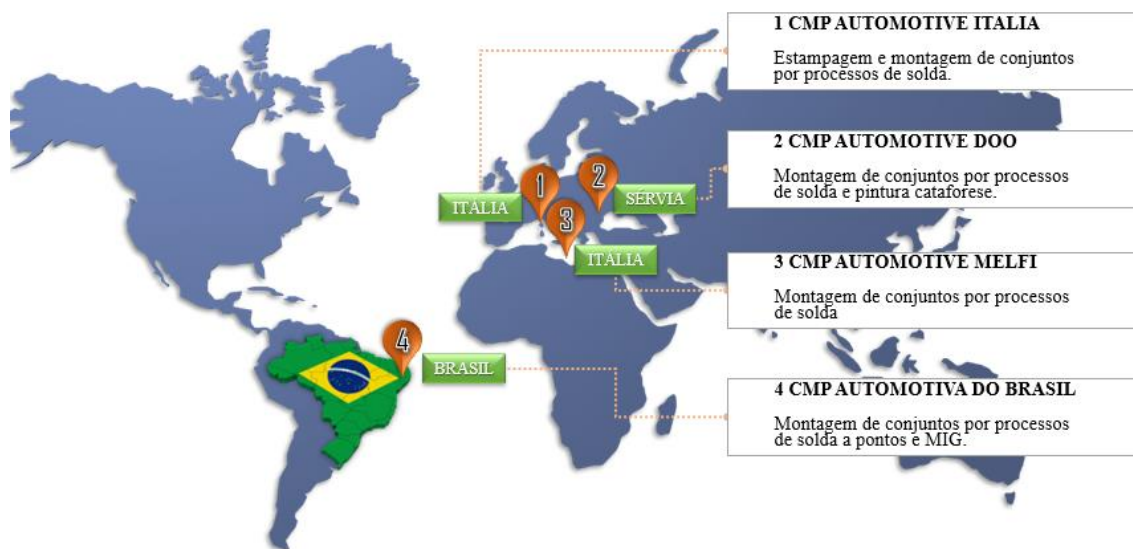 1 CMP AUTOMOTIVE ITALIA
Estampagem e montagem de conjuntos
por processos de solda.
2 CMP AUTOMOTIVE DOO
Montagem de conjuntos por processos
de solda e pintura cataforese.
3 CMP AUTOMOTIVE MELFI
Montagem de conjuntos por processos
de solda
4 CMP AUTOMOTIVA DO BRASIL
Montagem de conjuntos por processos
de solda a pontos e MIG.
1
2
3
4
ITALIA
SÉRVIA
ITALIA
BRASIL